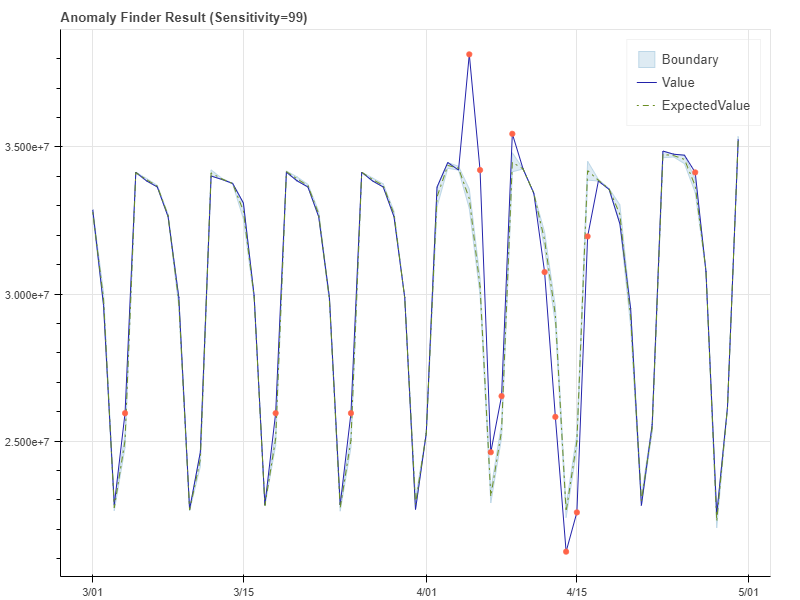 Anomaly Finder Result (Sensitivity=99)
Boundary
Value
ExpectedValue
3.500e+7
3.000e+7
2.500e+7
3/01
3/15
4/01
4/15
5/01